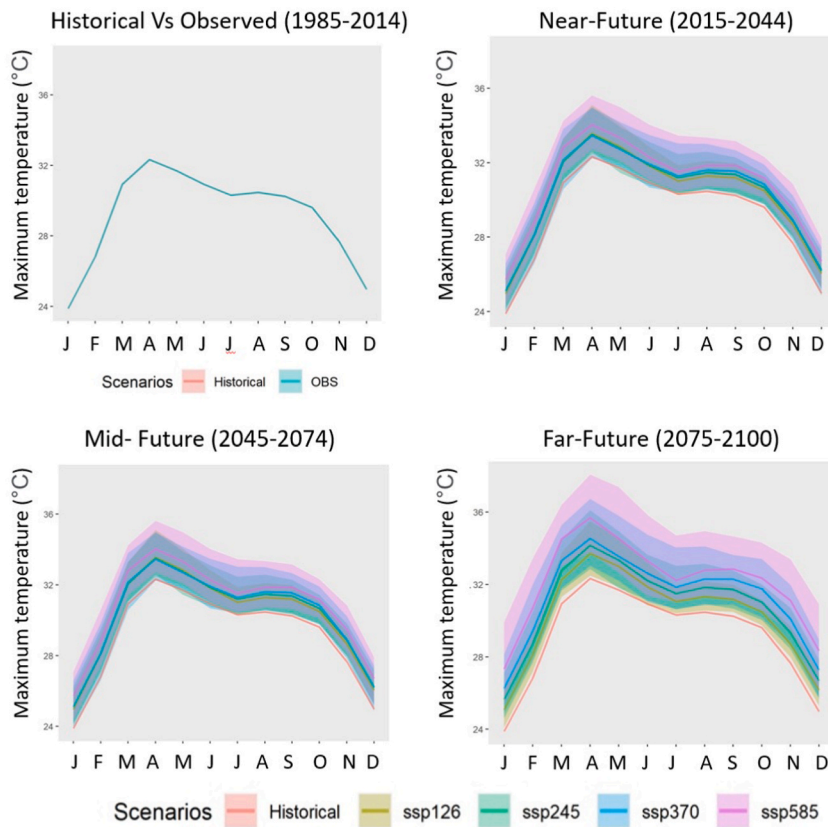 Historical Vs Observed (1985-2014)
Maximum temperature (°C)
36
32
28
24
J F M A M J J A S O N D
Scenarios Historical OBS
Near-Future (2015-2044)
Maximum temperature (°C)
36
32
28
24
J F M A M J J A S O N D
Mid- Future (2045-2074)
Maximum temperature (°C)
36
32
28
24
J F M A M J J A S O N D
Far-Future (2075-2100)
Maximum temperature (°C)
36
32
28
24
J F M A M J J A S O N D
Scenarios Historical ssp126 ssp245 ssp370 ssp585